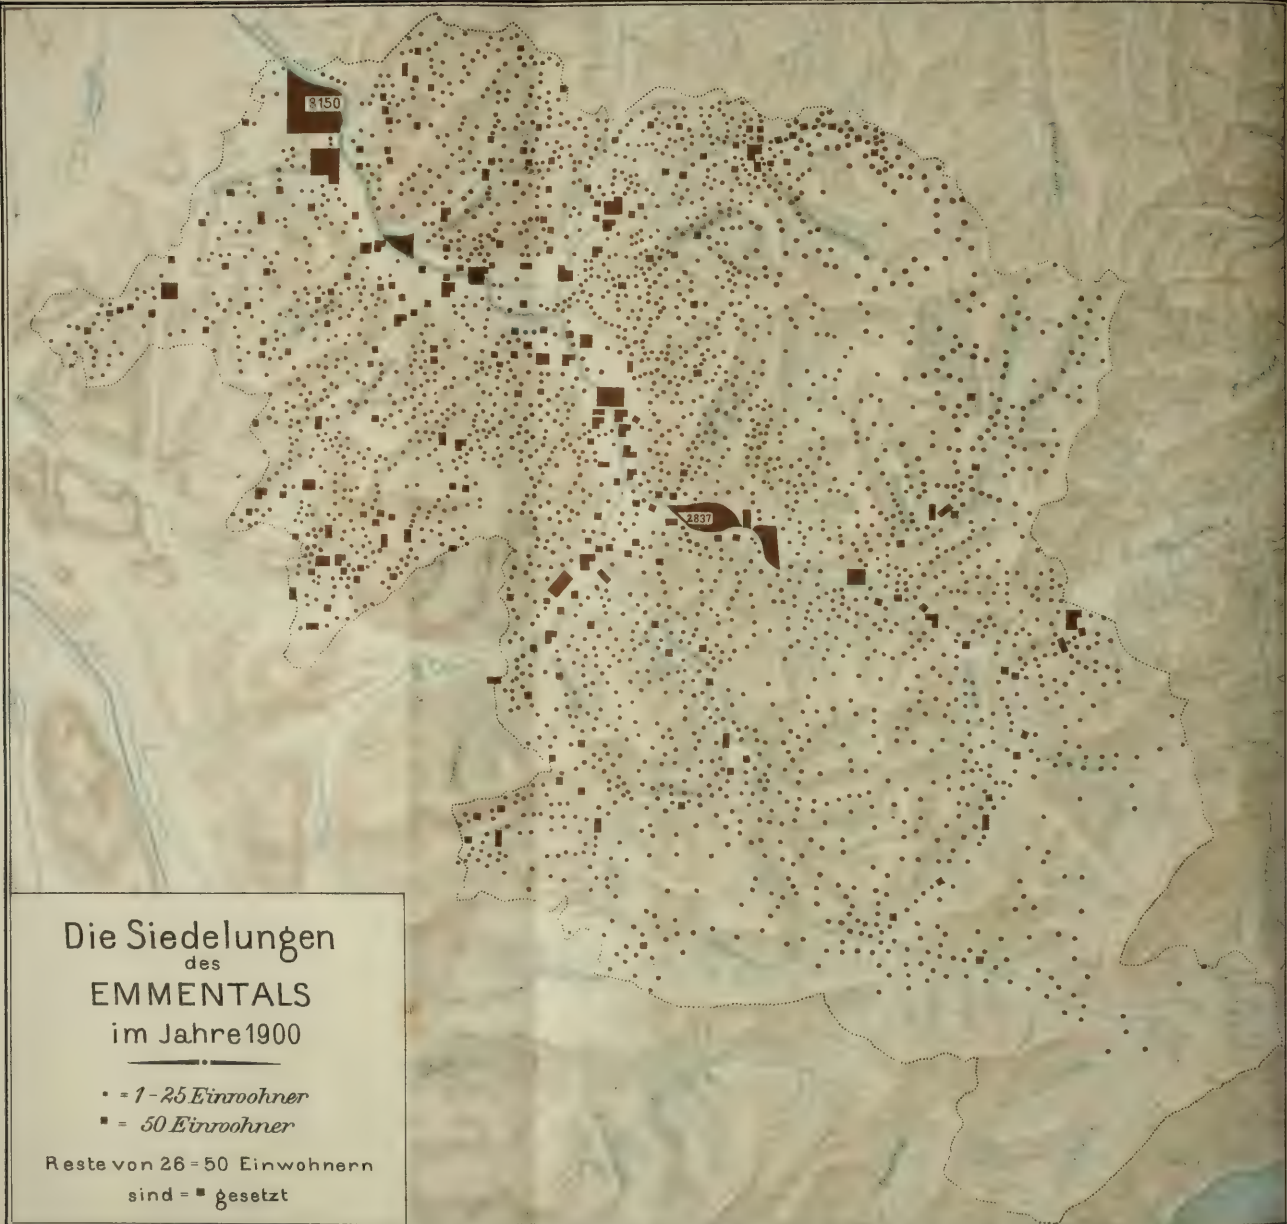 8150
2837
Die Siedelungen
des
EMMENTALS
im Jahre 1900
• = 1-25 Einwohner
■ = 50 Einwohner
Reste von 26=50 Einwohnern
sind = ■ gesetzt